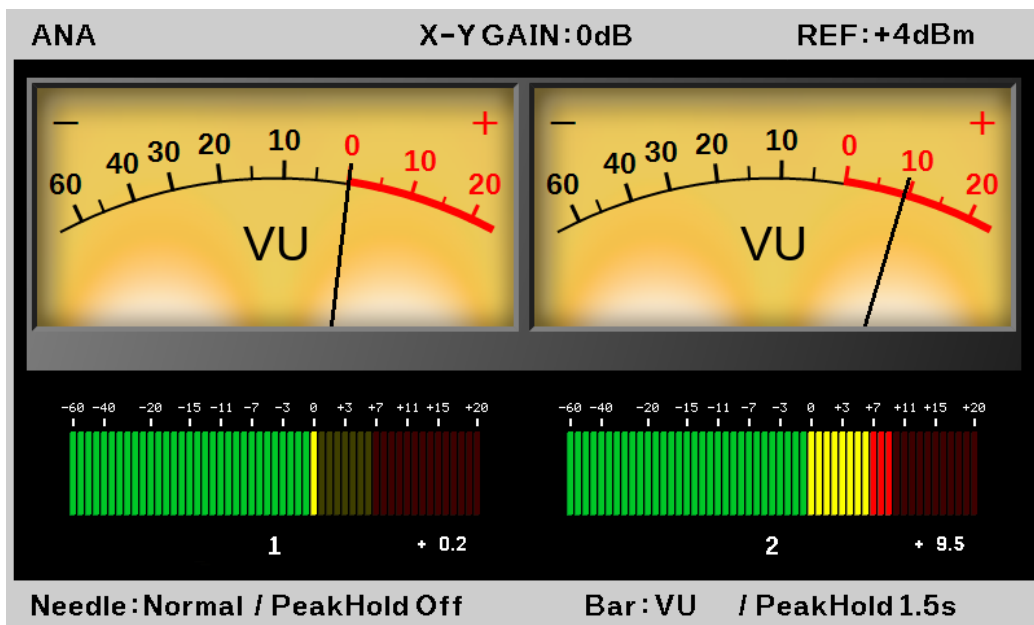 ANA X-Y GAIN:0dB REF:+4dBm
− + − +
60 40 30 20 10 0 10 20 60 40 30 20 10 0 10 20
VU VU
-60 -40 -20 -15 -11 -7 -3 0 +3 +7 +11 +15 +20 -60 -40 -20 -15 -11 -7 -3 0 +3 +7 +11 +15 +20
1 + 0.2 2 + 9.5
Needle:Normal / PeakHold Off Bar:VU / PeakHold 1.5s